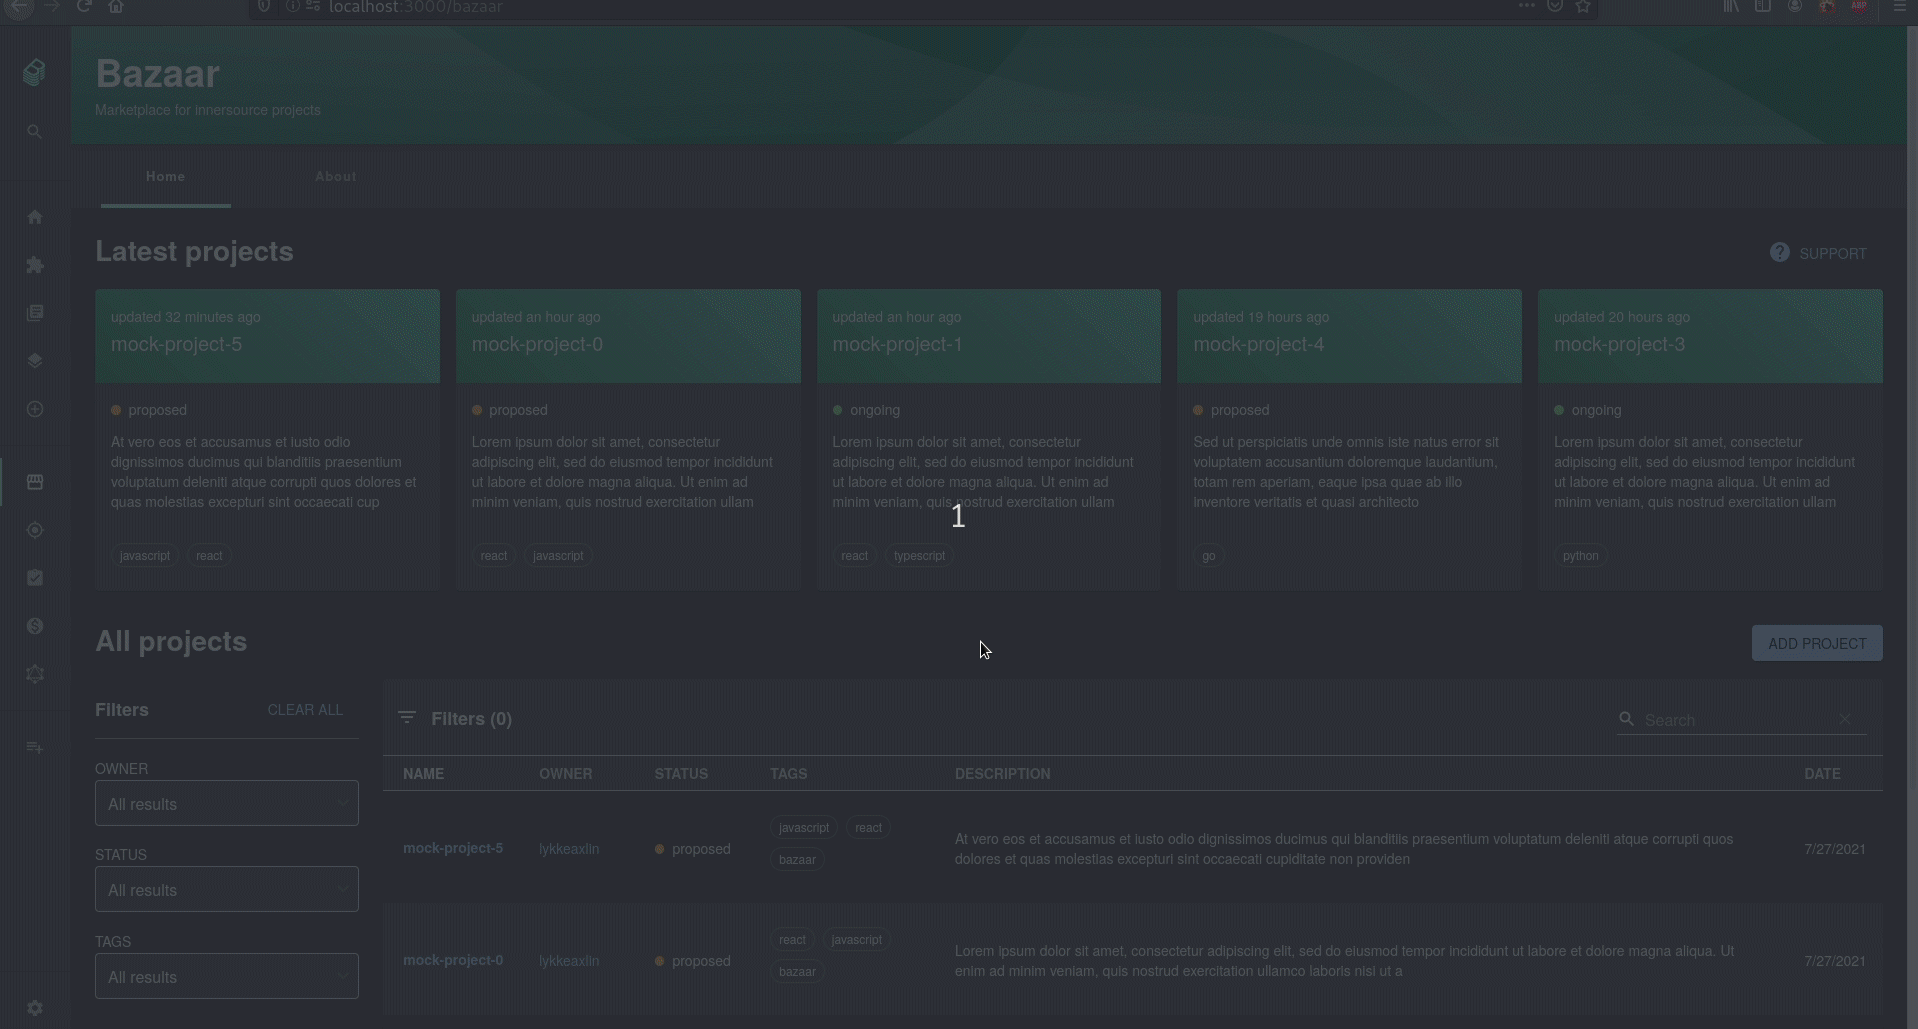 localhost:3000/bazaar
ABP
Bazaar
Marketplace for innersource projects
Home About
Latest projects
SUPPORT
updated 32 minutes ago
mock-project-5
proposed
At vero eos et accusamus et iusto odio
dignissimos ducimus qui blanditiis praesentium
voluptatum deleniti atque corrupti quos dolores et
quas molestias excepturi sint occaecati cup
javascript react
updated an hour ago
mock-project-0
proposed
Lorem ipsum dolor sit amet, consectetur
adipiscing elit, sed do eiusmod tempor incididunt
ut labore et dolore magna aliqua. Ut enim ad
minim veniam, quis nostrud exercitation ullam
react javascript
updated an hour ago
mock-project-1
ongoing
Lorem ipsum dolor sit amet, consectetur
adipiscing elit, sed do eiusmod tempor incididunt
ut labore et dolore magna aliqua. Ut enim ad
minim veniam, quis nostrud exercitation ullam
react typescript
updated 19 hours ago
mock-project-4
proposed
Sed ut perspiciatis unde omnis iste natus error sit
voluptatem accusantium doloremque laudantium,
totam rem aperiam, eaque ipsa quae ab illo
inventore veritatis et quasi architecto
go
updated 20 hours ago
mock-project-3
ongoing
Lorem ipsum dolor sit amet, consectetur
adipiscing elit, sed do eiusmod tempor incididunt
ut labore et dolore magna aliqua. Ut enim ad
minim veniam, quis nostrud exercitation ullam
python
1
All projects
ADD PROJECT
Filters CLEAR ALL
OWNER
All results
STATUS
All results
TAGS
All results
Filters (0)
Search
NAME OWNER STATUS TAGS DESCRIPTION DATE
mock-project-5 lykkeaxlin proposed
javascript react
bazaar
At vero eos et accusamus et iusto odio dignissimos ducimus qui blanditiis praesentium voluptatum deleniti atque corrupti quos
dolores et quas molestias excepturi sint occaecati cupiditate non providen
7/27/2021
mock-project-0 lykkeaxlin proposed
react javascript
bazaar
Lorem ipsum dolor sit amet, consectetur adipiscing elit, sed do eiusmod tempor incididunt ut labore et dolore magna aliqua. Ut
enim ad minim veniam, quis nostrud exercitation ullamco laboris nisi ut a
7/27/2021